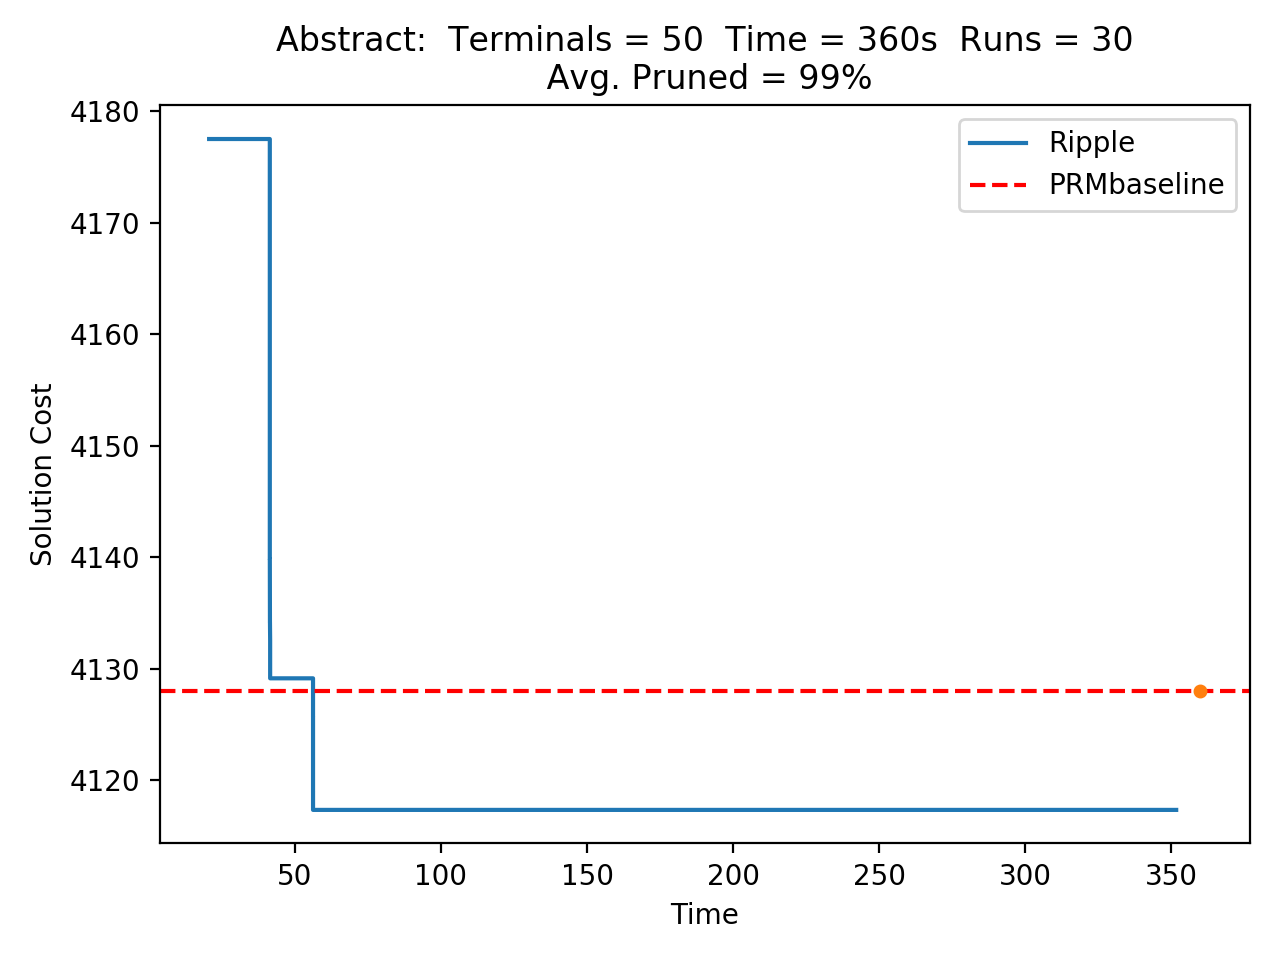 Abstract:  Terminals = 50  Time = 360s  Runs = 30
Avg. Pruned = 99%
4180
4170
4160
4150
4140
4130
4120
Solution Cost
Ripple
PRMbaseline
50 100 150 200 250 300 350
Time